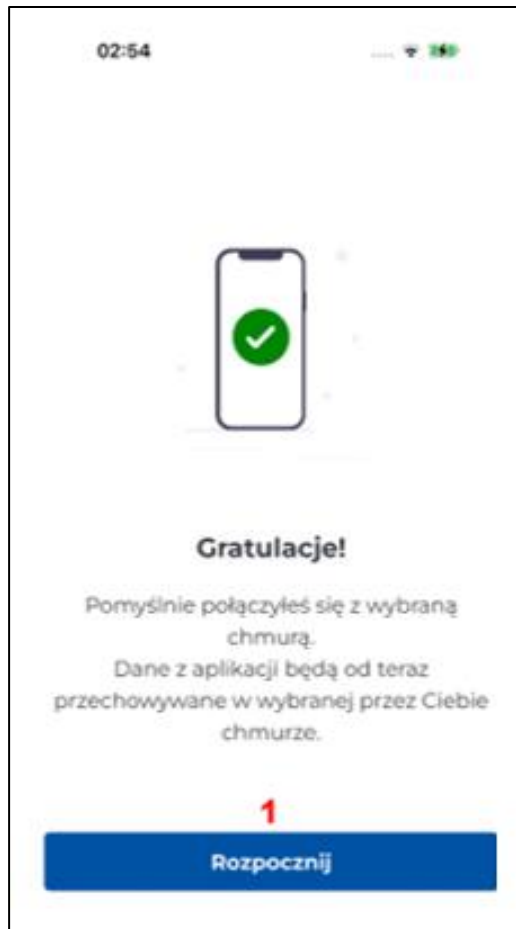 02:54
Gratulacje!
Pomyślnie połączyłeś się z wybraną
chmurą.
Dane z aplikacji będą od teraz
przechowywane w wybranej przez Ciebie
chmurze.
1
Rozpocznij